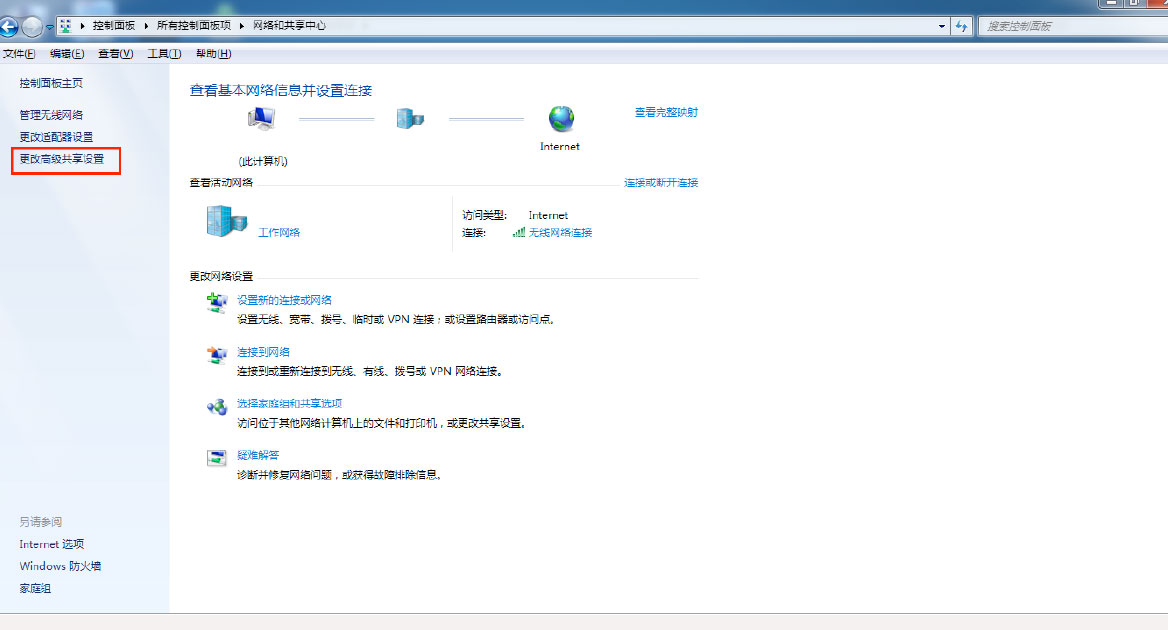 控制面板 ▸ 所有控制面板项 ▸ 网络和共享中心
搜索控制面板
文件(F) 编辑(E) 查看(V) 工具(T) 帮助(H)
控制面板主页
管理无线网络
更改适配器设置
更改高级共享设置
查看基本网络信息并设置连接
查看完整映射
Internet
(此计算机)
查看活动网络
连接或断开连接
工作网络
访问类型: Internet
连接: 无线网络连接
更改网络设置
设置新的连接或网络
设置无线、宽带、拨号、临时或 VPN 连接；或设置路由器或访问点。
连接到网络
连接到或重新连接到无线、有线、拨号或 VPN 网络连接。
选择家庭组和共享选项
访问位于其他网络计算机上的文件和打印机，或更改共享设置。
疑难解答
诊断并修复网络问题，或获得故障排除信息。
另请参阅
Internet 选项
Windows 防火墙
家庭组